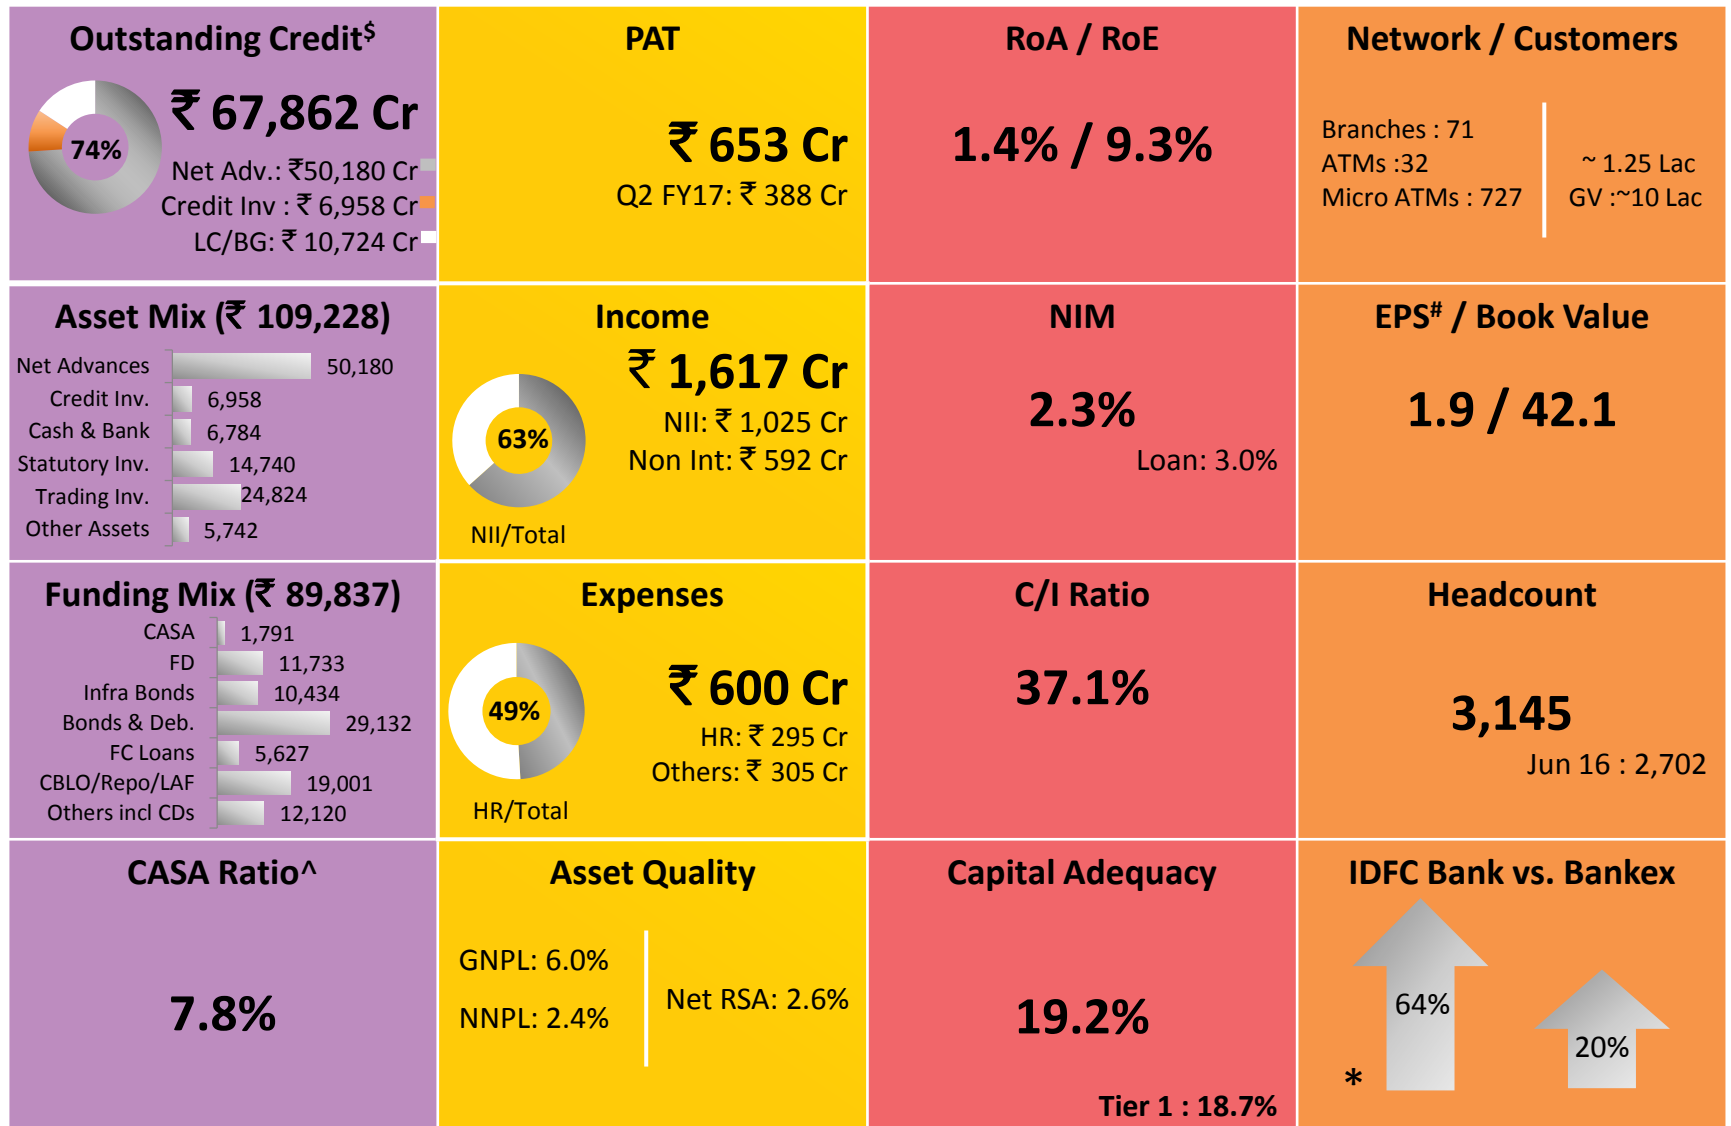 Outstanding Credit$
74%
₹ 67,862 Cr
Net Adv.: ₹50,180 Cr
Credit Inv : ₹ 6,958 Cr
LC/BG: ₹ 10,724 Cr
PAT
₹ 653 Cr
Q2 FY17: ₹ 388 Cr
RoA / RoE
1.4% / 9.3%
Network / Customers
Branches : 71
ATMs :32
Micro ATMs : 727
~ 1.25 Lac
GV :~10 Lac
Asset Mix (₹ 109,228)
Net Advances 50,180
Credit Inv. 6,958
Cash & Bank 6,784
Statutory Inv. 14,740
Trading Inv. 24,824
Other Assets 5,742
Income
₹ 1,617 Cr
63%
NII: ₹ 1,025 Cr
Non Int: ₹ 592 Cr
NII/Total
NIM
2.3%
Loan: 3.0%
EPS# / Book Value
1.9 / 42.1
Funding Mix (₹ 89,837)
CASA 1,791
FD 11,733
Infra Bonds 10,434
Bonds & Deb. 29,132
FC Loans 5,627
CBLO/Repo/LAF 19,001
Others incl CDs 12,120
Expenses
49%
₹ 600 Cr
HR: ₹ 295 Cr
Others: ₹ 305 Cr
HR/Total
C/I Ratio
37.1%
Headcount
3,145
Jun 16 : 2,702
CASA Ratio^
7.8%
Asset Quality
GNPL: 6.0%
NNPL: 2.4%
Net RSA: 2.6%
Capital Adequacy
19.2%
Tier 1 : 18.7%
IDFC Bank vs. Bankex
64%
20%
*